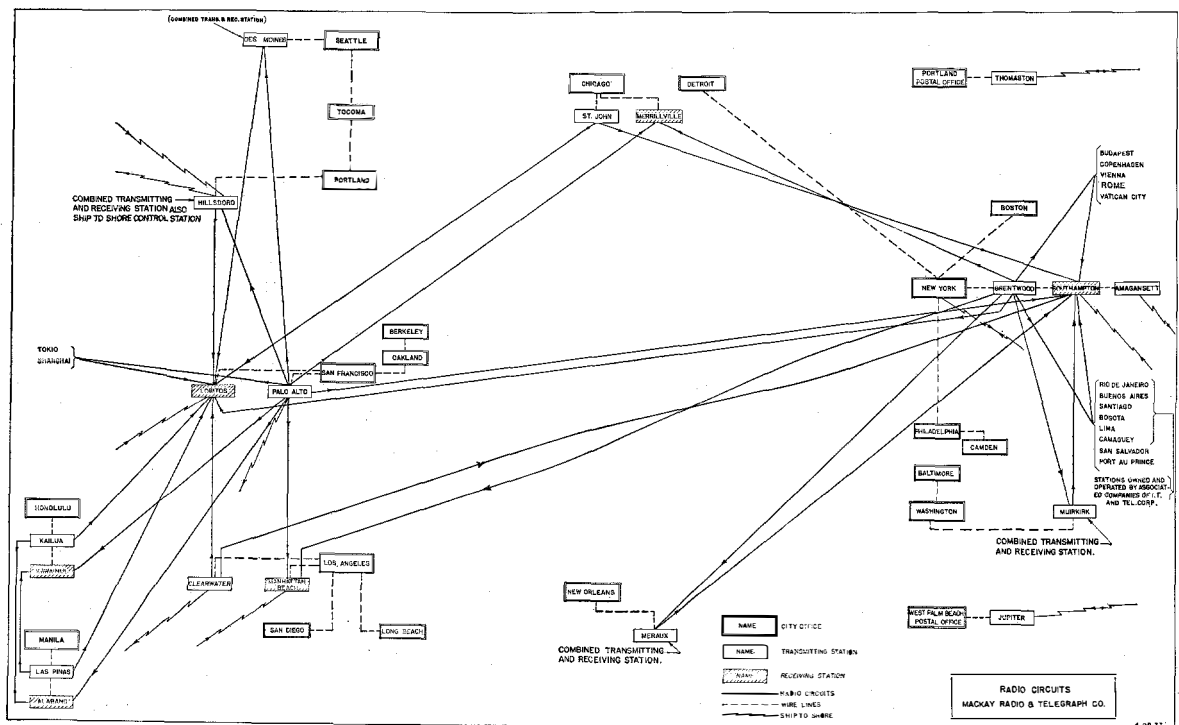 (COMBINED TRANS. & REC. STATION)
DES MOINES
SEATTLE
TOCOMA
PORTLAND
HILLSBORO
COMBINED TRANSMITTING
AND RECEIVING STATION ALSO
SHIP TO SHORE CONTROL STATION
CHICAGO
DETROIT
ST. JOHN
MERRILLVILLE
PORTLAND
POSTAL OFFICE
THOMASTON
BUDAPEST
COPENHAGEN
VIENNA
ROME
VATICAN CITY
BOSTON
NEW YORK
BRENTWOOD
SOUTHAMPTON
AMAGANSETT
TOKIO
SHANGHAI
BERKELEY
OAKLAND
SAN FRANCISCO
LOBITOS
PALO ALTO
RIO DE JANEIRO
BUENOS AIRES
SANTIAGO
BOGOTA
LIMA
CAMAGUEY
SAN SALVADOR
PORT AU PRINCE
STATIONS OWNED AND
OPERATED BY ASSOCIAT-
ED COMPANIES OF I.T.
AND TEL. CORP.
PHILADELPHIA
CAMDEN
BALTIMORE
WASHINGTON
MUIRKIRK
COMBINED TRANSMITTING
AND RECEIVING STATION.
HONOLULU
KAILUA
MANILA
LAS PINAS
CLEARWATER
MANHATTAN
BEACH
LOS ANGELES
SAN DIEGO
LONG BEACH
NEW ORLEANS
MERAUX
COMBINED TRANSMITTING
AND RECEIVING STATION.
WEST PALM BEACH
POSTAL OFFICE
JUPITER
NAME CITY OFFICE
NAME TRANSMITTING STATION
NAME RECEIVING STATION
RADIO CIRCUITS
WIRE LINES
SHIP TO SHORE
RADIO CIRCUITS
MACKAY RADIO & TELEGRAPH CO.